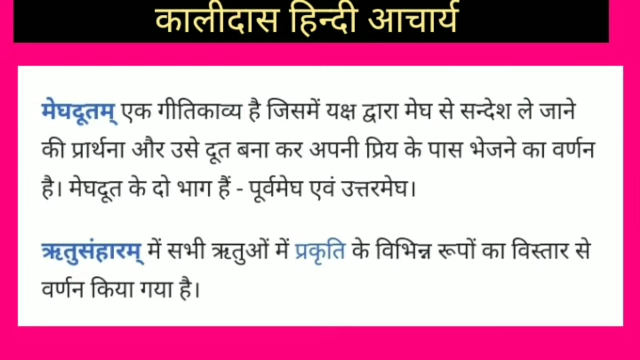 कालीदास हिन्दी आचार्य
मेघदूतम् एक गीतिकाव्य है जिसमें यक्ष द्वारा मेघ से सन्देश ले जाने
की प्रार्थना और उसे दूत बना कर अपनी प्रिय के पास भेजने का वर्णन
है। मेघदूत के दो भाग हैं - पूर्वमेघ एवं उत्तरमेघ।
ऋतुसंहारम् में सभी ऋतुओं में प्रकृति के विभिन्न रूपों का विस्तार से
वर्णन किया गया है।